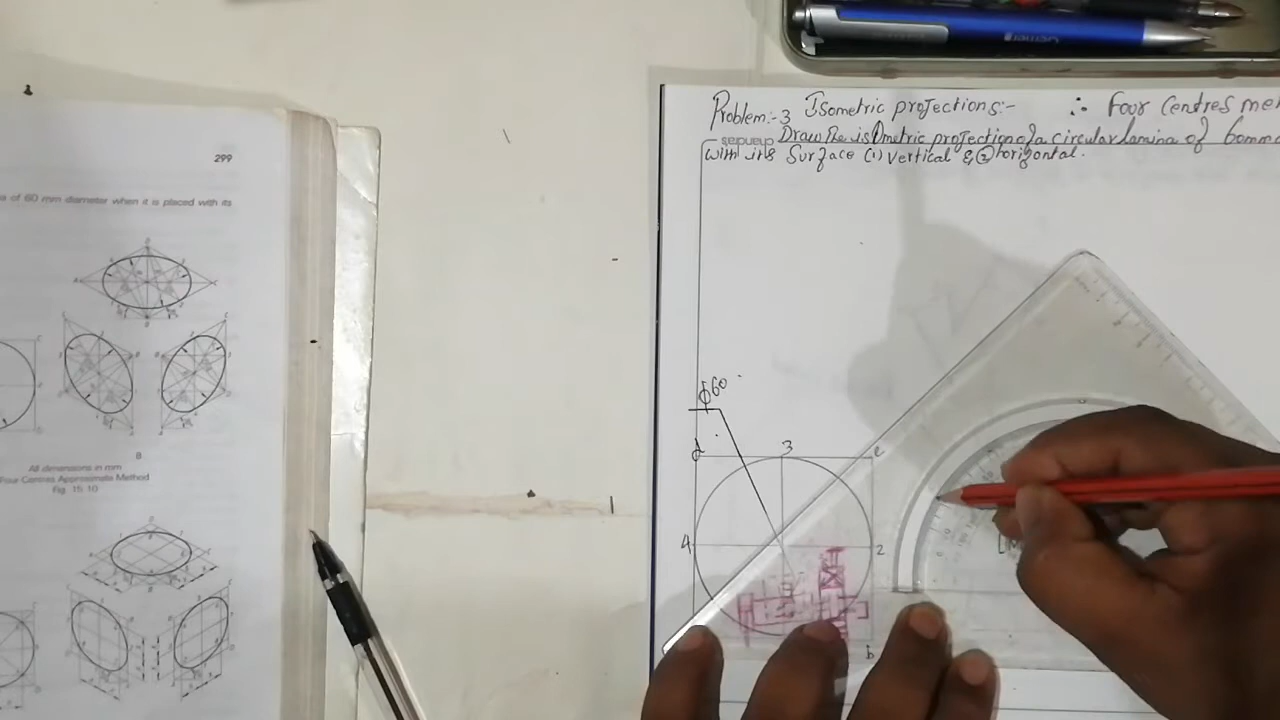 299
a of 60 mm diameter when it is placed with its
B
All dimensions in mm
Four Centres Approximate Method
Fig. 15.10
Problem:-3 Isometric projections:- ∴ Four Centres me
Draw The isometric projection of a circular lamina of 60mm
with its Surface (1) Vertical & (2) horizontal.
ϕ60
d 3 c
4 2
b